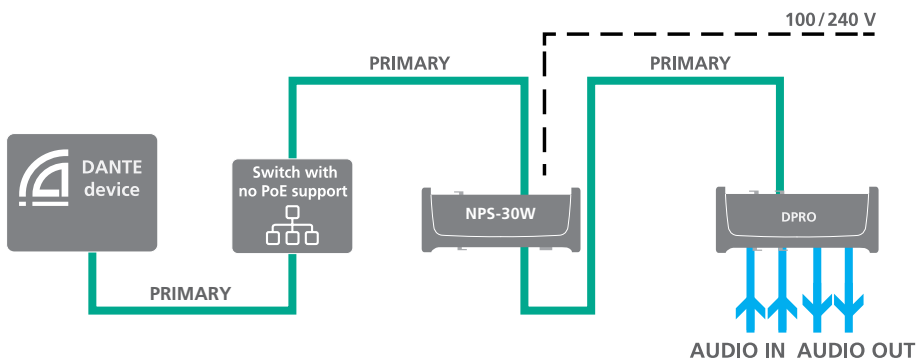 100/240 V
PRIMARY
PRIMARY
DANTE
device
Switch with
no PoE support
NPS-30W
DPRO
PRIMARY
AUDIO IN AUDIO OUT